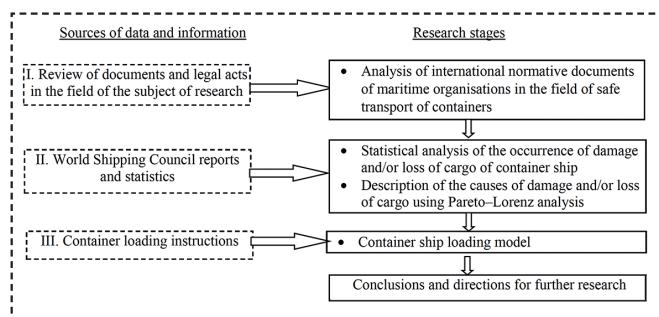 Sources of data and information
Research stages
I. Review of documents and legal acts
in the field of the subject of research
• Analysis of international normative documents
of maritime organisations in the field of safe
transport of containers
II. World Shipping Council reports
and statistics
• Statistical analysis of the occurrence of damage
and/or loss of cargo of container ship
• Description of the causes of damage and/or loss
of cargo using Pareto–Lorenz analysis
III. Container loading instructions
• Container ship loading model
Conclusions and directions for further research